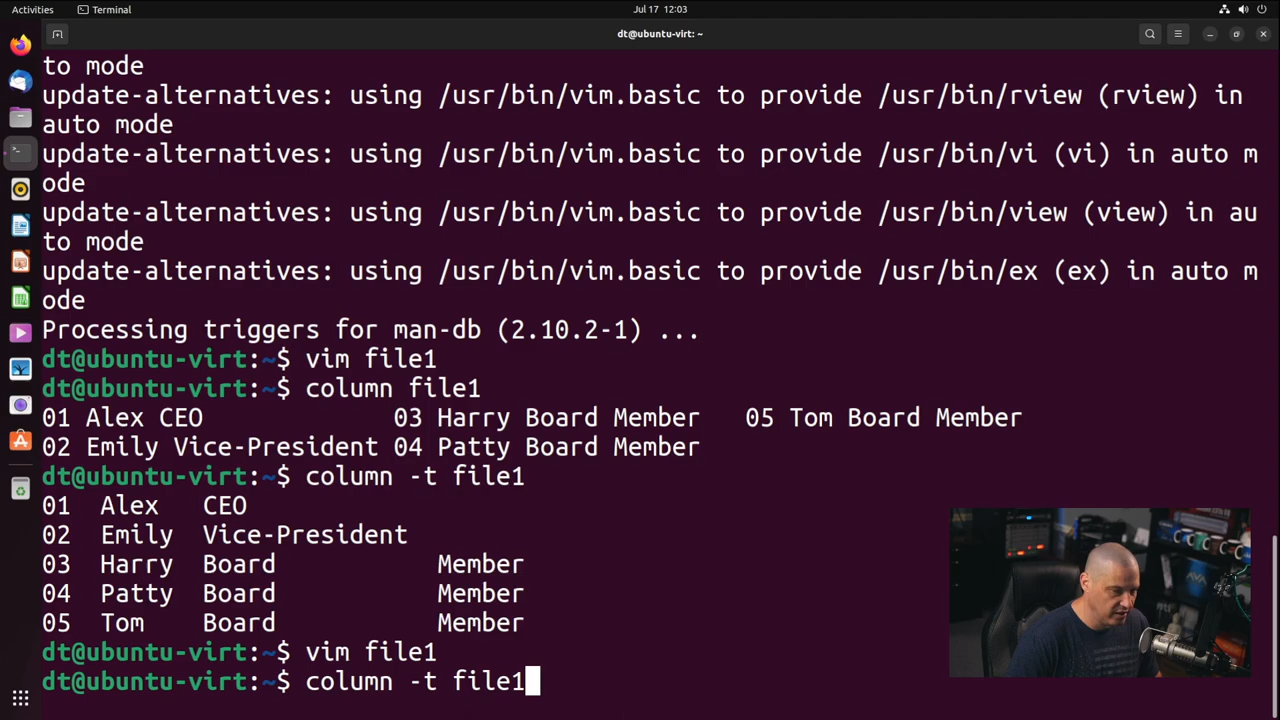 Activities Terminal Jul 17 12:03
dt@ubuntu-virt: ~
to mode
update-alternatives: using /usr/bin/vim.basic to provide /usr/bin/rview (rview) in
auto mode
update-alternatives: using /usr/bin/vim.basic to provide /usr/bin/vi (vi) in auto m
ode
update-alternatives: using /usr/bin/vim.basic to provide /usr/bin/view (view) in au
to mode
update-alternatives: using /usr/bin/vim.basic to provide /usr/bin/ex (ex) in auto m
ode
Processing triggers for man-db (2.10.2-1) ...
dt@ubuntu-virt:~$ vim file1
dt@ubuntu-virt:~$ column file1
01 Alex CEO 03 Harry Board Member 05 Tom Board Member
02 Emily Vice-President 04 Patty Board Member
dt@ubuntu-virt:~$ column -t file1
01 Alex CEO
02 Emily Vice-President
03 Harry Board Member
04 Patty Board Member
05 Tom Board Member
dt@ubuntu-virt:~$ vim file1
dt@ubuntu-virt:~$ column -t file1